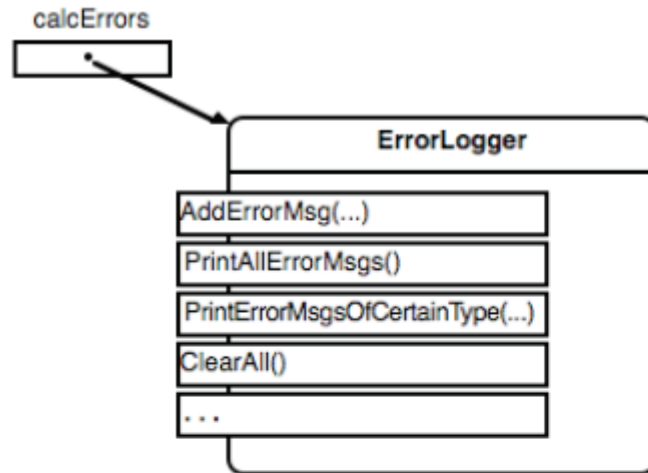 calcErrors
ErrorLogger
AddErrorMsg(...)
PrintAllErrorMsgs()
PrintErrorMsgsOfCertainType(...)
ClearAll()
...